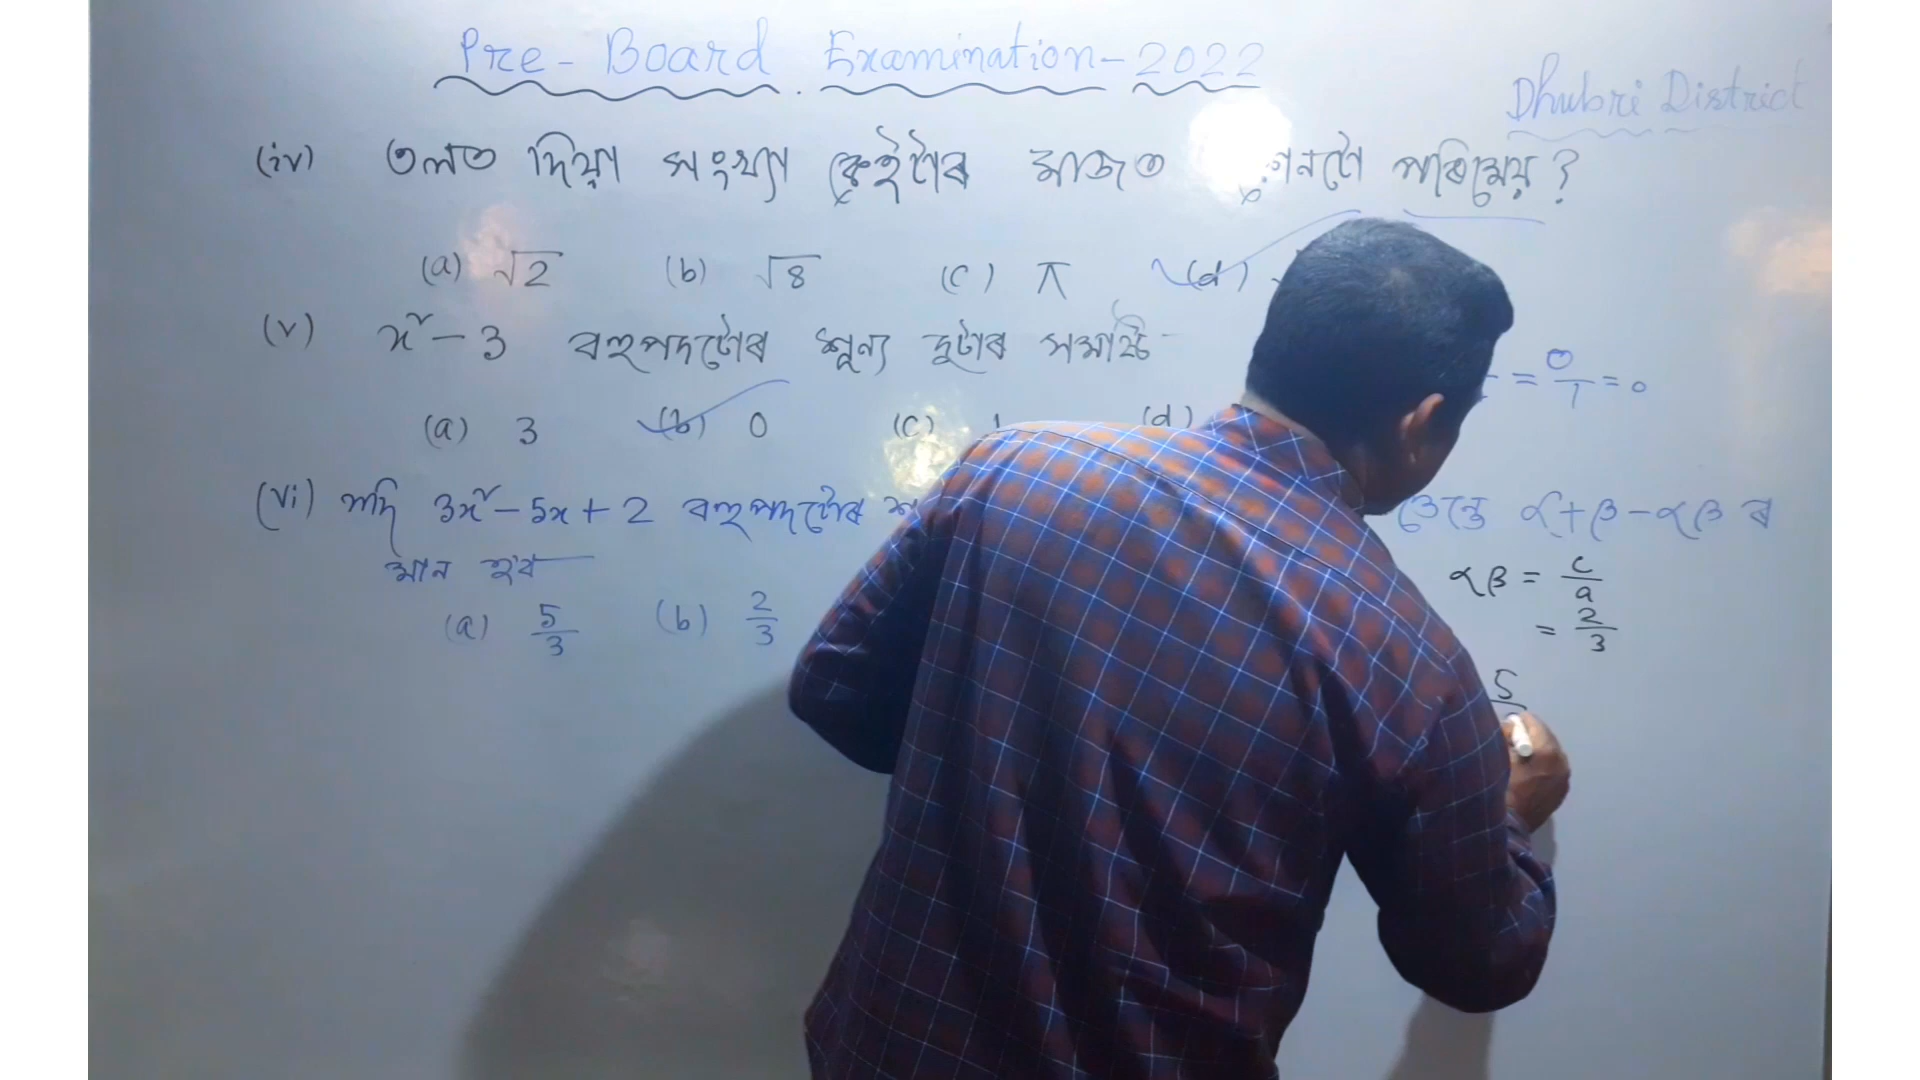 Pre-Board Examination-2022
Dhubri District
(iv) তলত দিয়া সংখ্যা কেইটাৰ মাজত কোনটো পৰিমেয়?
(a) √2 (b) √8 (c) π (d)
(v) x² - 3 বহুপদটোৰ শূন্য দুটাৰ সমষ্টি
= 0/1 = 0
(a) 3 (b) 0 (c) (d)
(vi) যদি 3x² - 5x + 2 বহুপদটোৰ তেন্তে α+β-αβ ৰ
মান হ'ব
αβ = c/a
= 2/3
(a) 5/3 (b) 2/3
5